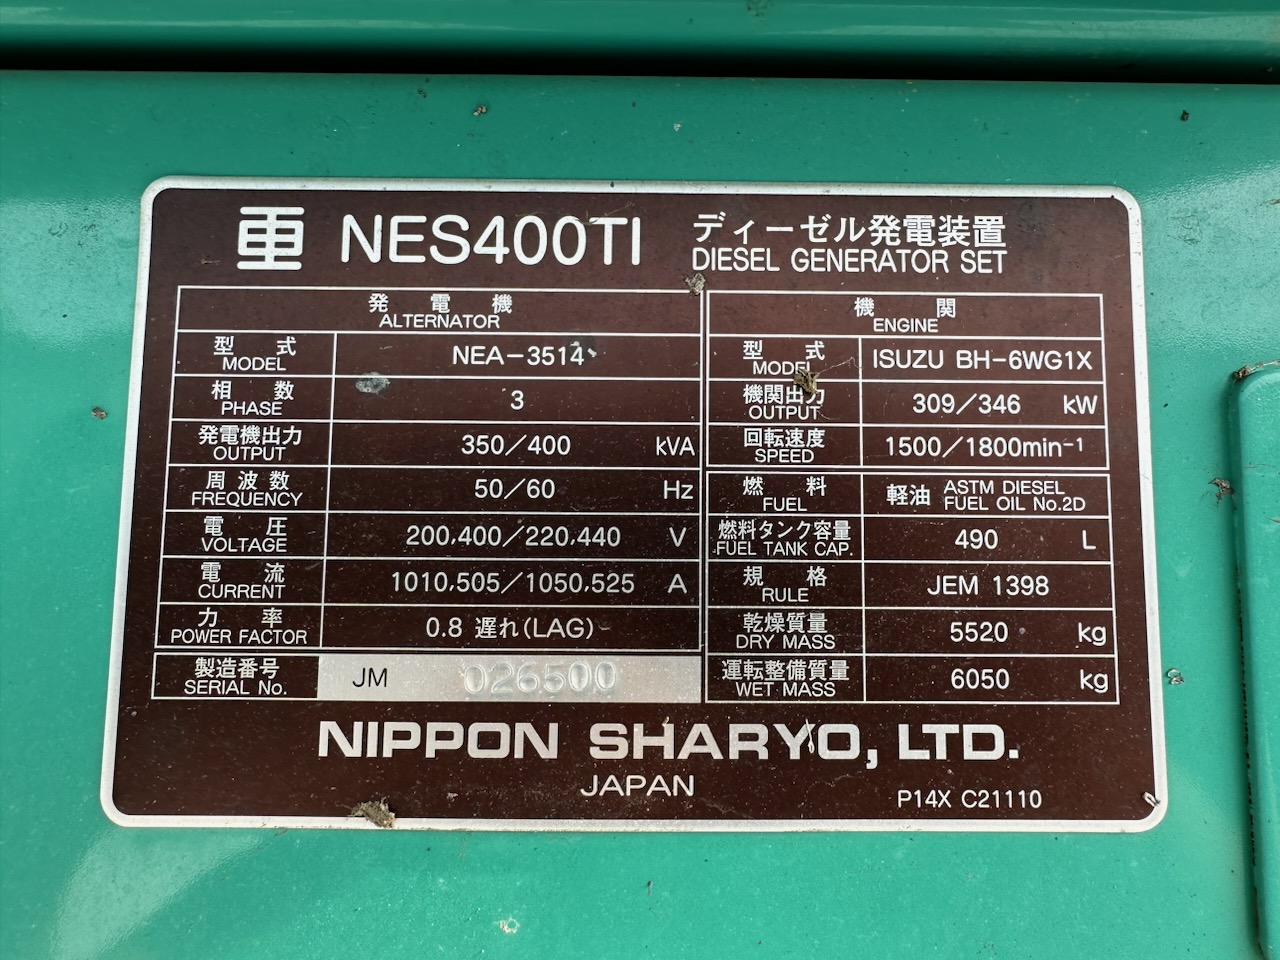 NES400TI ディーゼル発電装置
DIESEL GENERATOR SET
発電機
ALTERNATOR
型式 NEA-3514
MODEL
相数 3
PHASE
発電機出力 350/400 kVA
OUTPUT
周波数 50/60 Hz
FREQUENCY
電圧 200,400/220,440 V
VOLTAGE
電流 1010,505/1050,525 A
CURRENT
力率 0.8 遅れ(LAG)
POWER FACTOR
製造番号 JM 026500
SERIAL No.
機関
ENGINE
型式 ISUZU BH-6WG1X
MODEL
機関出力 309/346 kW
OUTPUT
回転速度 1500/1800min⁻¹
SPEED
燃料 軽油 ASTM DIESEL
FUEL FUEL OIL No.2D
燃料タンク容量 490 L
FUEL TANK CAP.
規格 JEM 1398
RULE
乾燥質量 5520 kg
DRY MASS
運転整備質量 6050 kg
WET MASS
NIPPON SHARYO, LTD.
JAPAN
P14X C21110